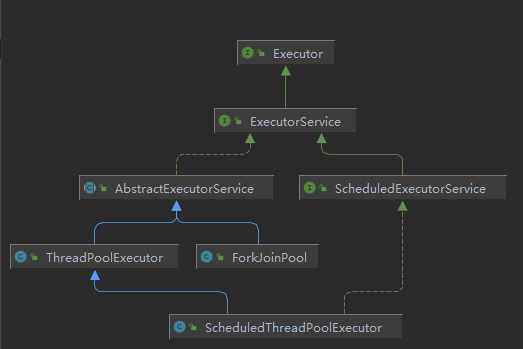 Executor
ExecutorService
AbstractExecutorService
ScheduledExecutorService
ThreadPoolExecutor
ForkJoinPool
ScheduledThreadPoolExecutor